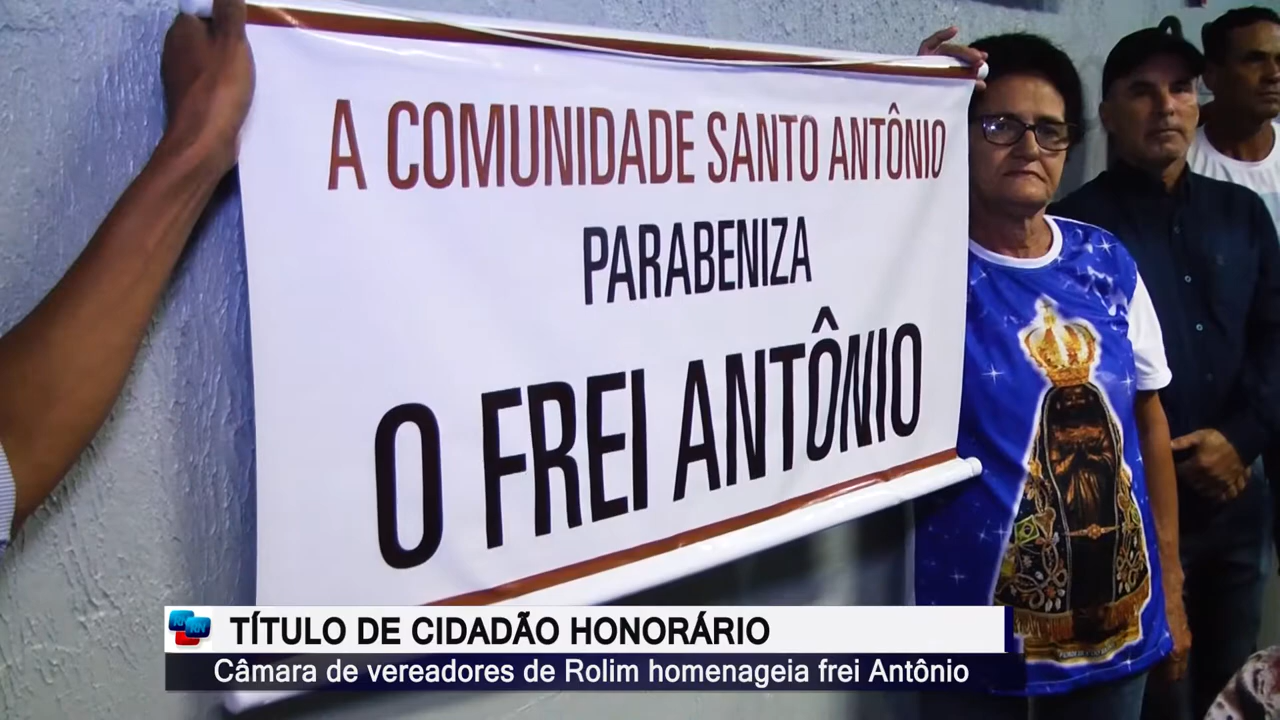 A COMUNIDADE SANTO ANTÔNIO
PARABENIZA
O FREI ANTÔNIO
TÍTULO DE CIDADÃO HONORÁRIO
Câmara de vereadores de Rolim homenageia frei Antônio